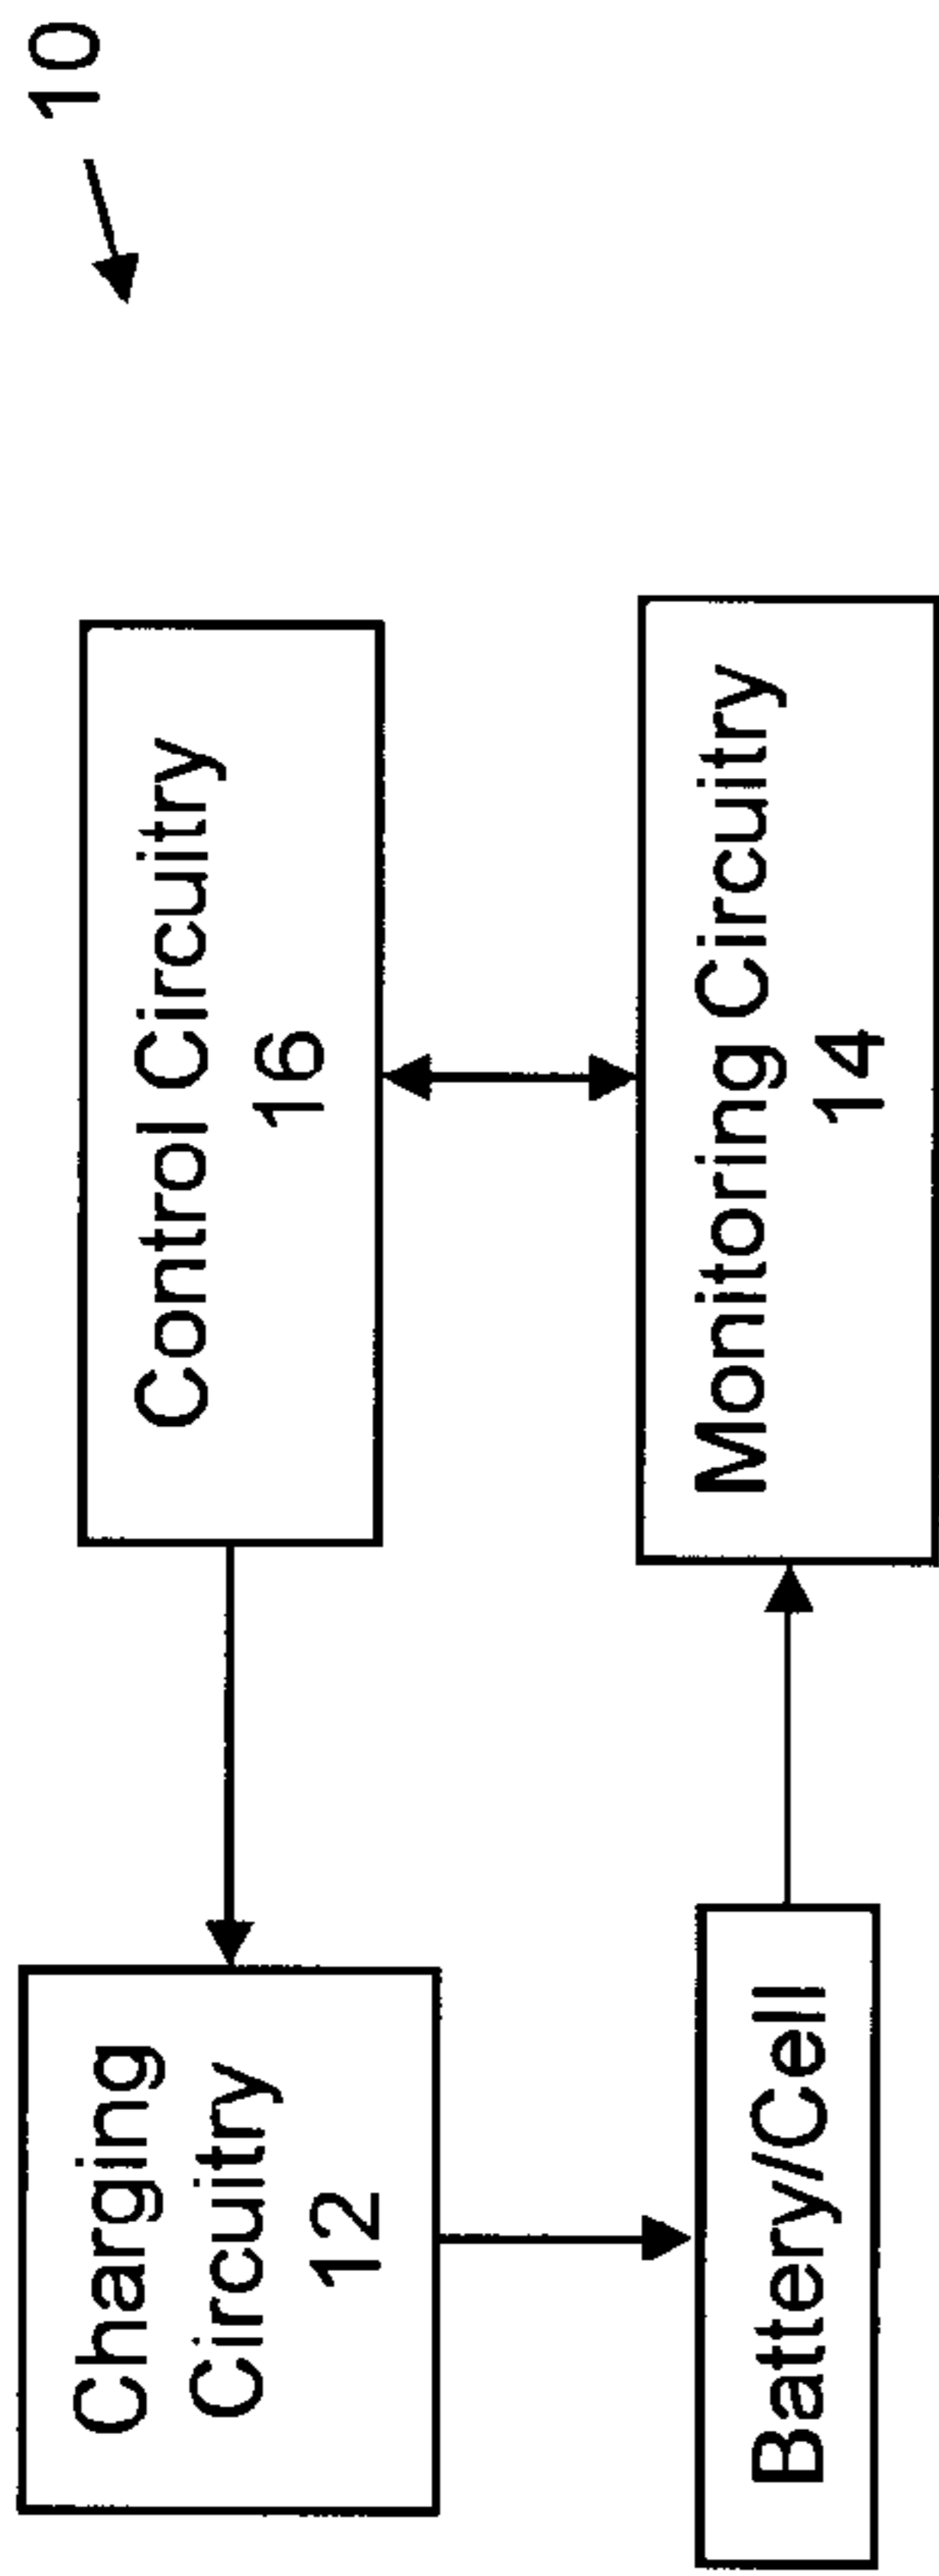 10
Charging
Circuitry
12
Control Circuitry
16
Battery/Cell
Monitoring Circuitry
14